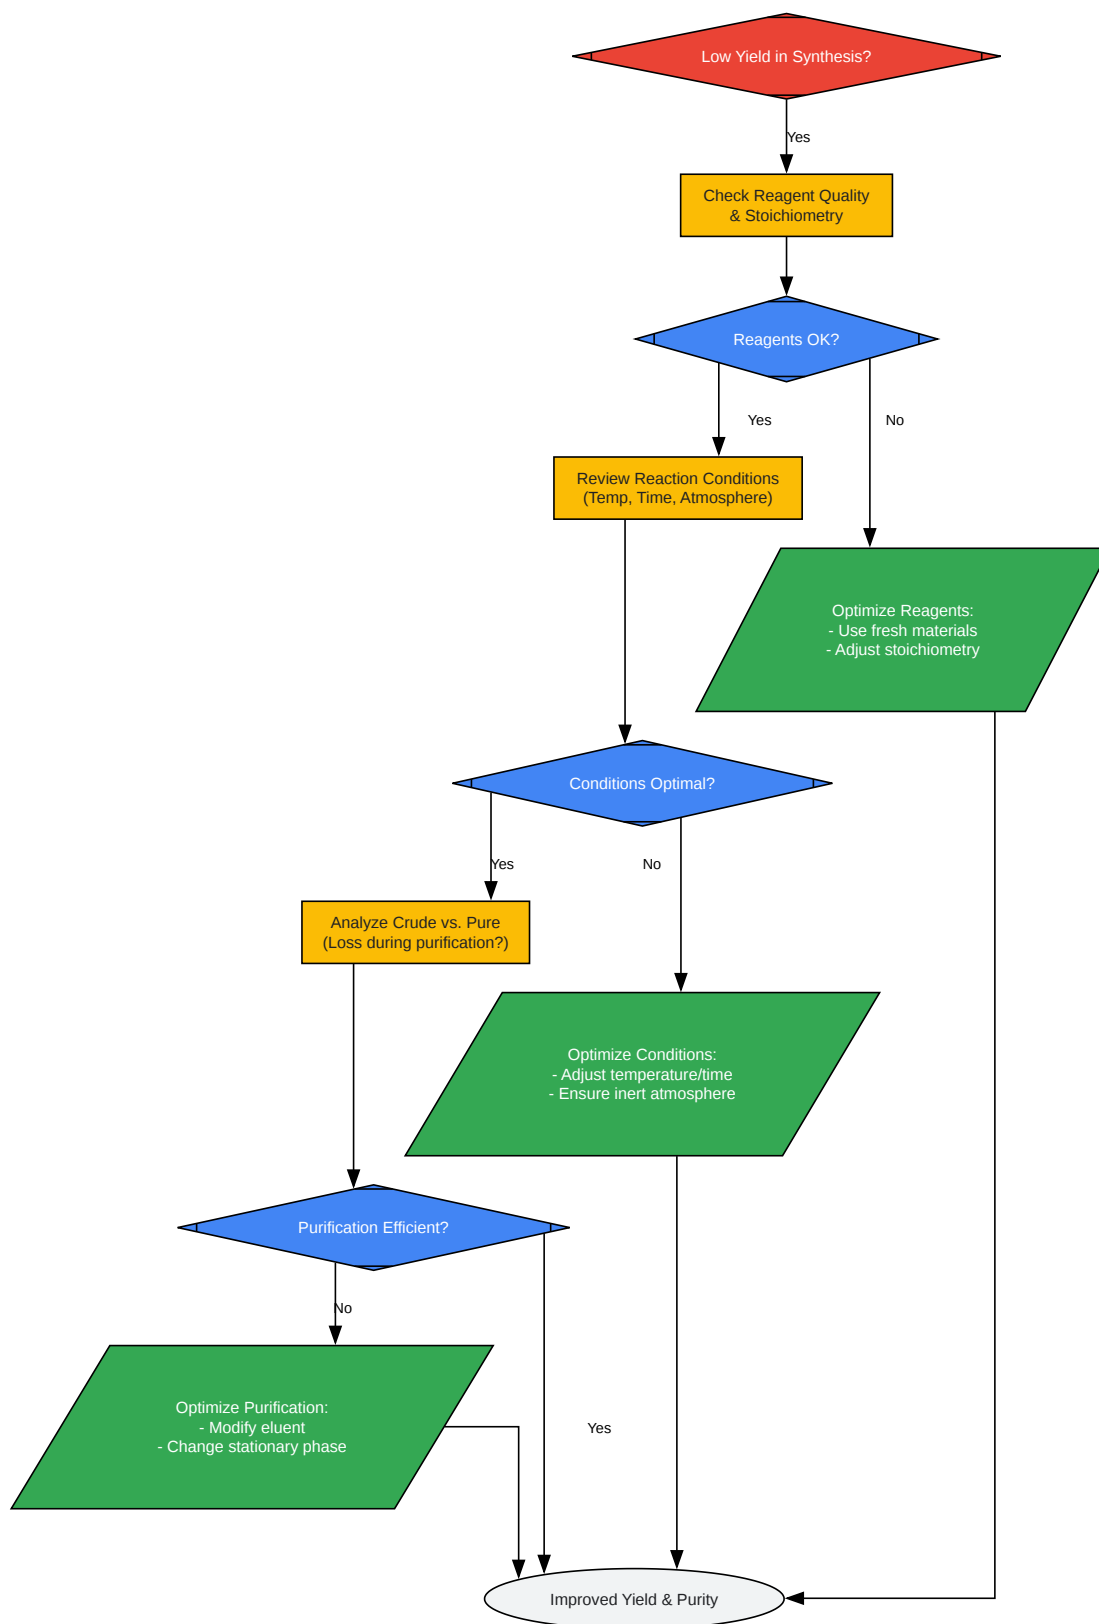 Low Yield in Synthesis?
Yes
Check Reagent Quality
& Stoichiometry
Reagents OK?
Yes
No
Review Reaction Conditions
(Temp, Time, Atmosphere)
Optimize Reagents:
- Use fresh materials
- Adjust stoichiometry
Conditions Optimal?
Yes
No
Analyze Crude vs. Pure
(Loss during purification?)
Optimize Conditions:
- Adjust temperature/time
- Ensure inert atmosphere
Purification Efficient?
No
Optimize Purification:
- Modify eluent
- Change stationary phase
Yes
Improved Yield & Purity